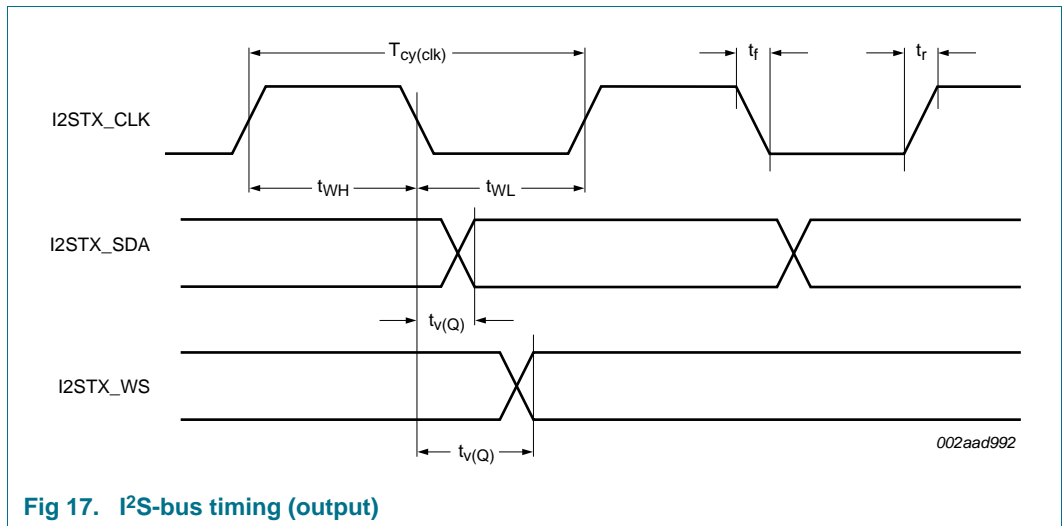 Tcy(clk)
tf
tr
I2STX_CLK
tWH
tWL
I2STX_SDA
tv(Q)
I2STX_WS
tv(Q)
002aad992
Fig 17. I2S-bus timing (output)